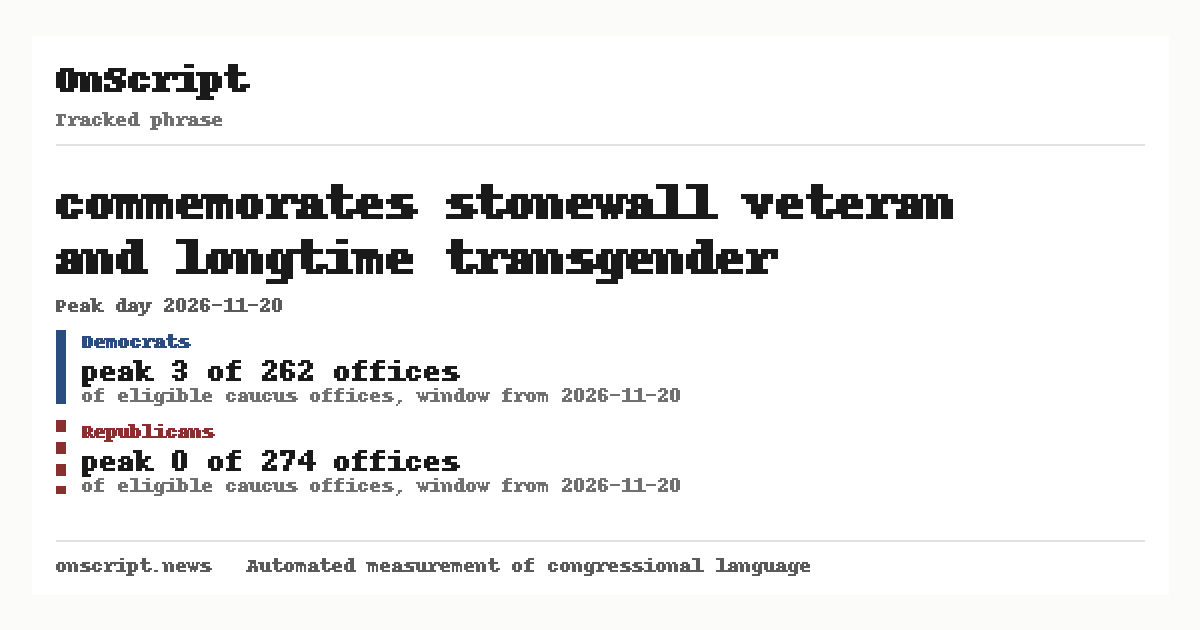 OnScript
Tracked phrase
commemorates stonewall veteran
and longtime transgender
Peak day 2026-11-20
Democrats
peak 3 of 262 offices
of eligible caucus offices, window from 2026-11-20
Republicans
peak 0 of 274 offices
of eligible caucus offices, window from 2026-11-20
onscript.news Automated measurement of congressional language